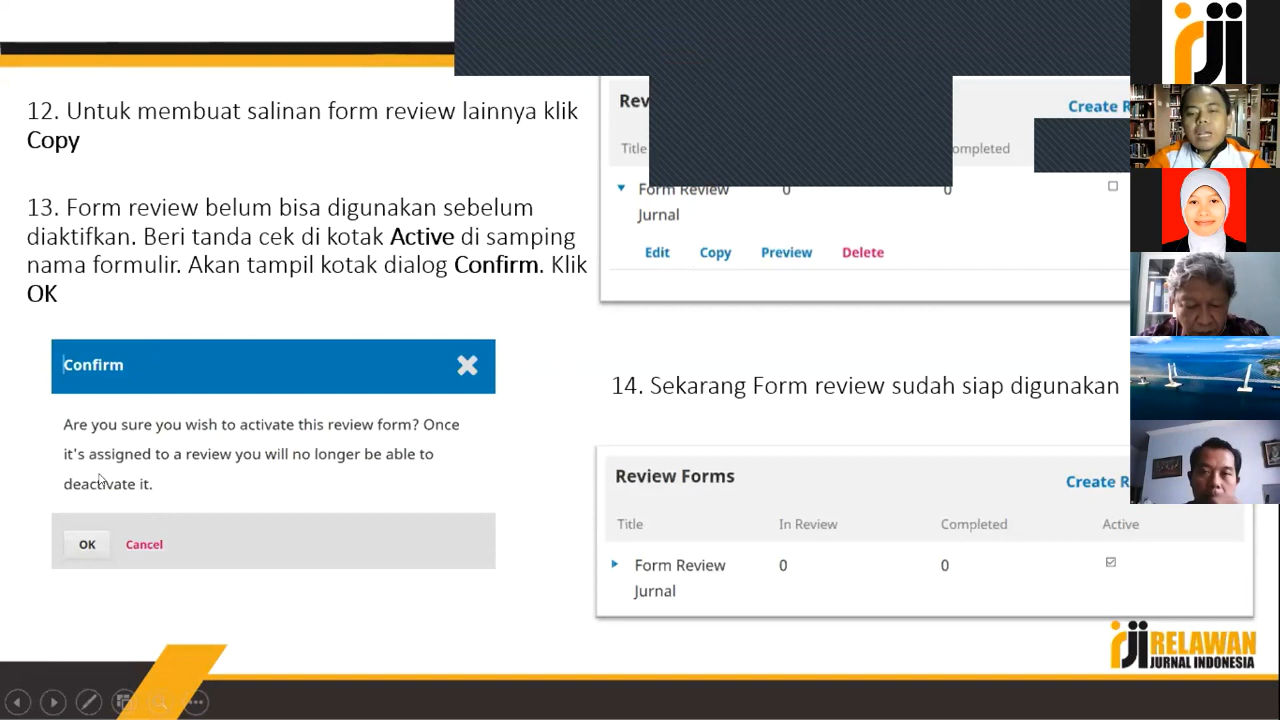 12. Untuk membuat salinan form review lainnya klik
Copy
13. Form review belum bisa digunakan sebelum
diaktifkan. Beri tanda cek di kotak Active di samping
nama formulir. Akan tampil kotak dialog Confirm. Klik
OK
Confirm
Are you sure you wish to activate this review form? Once
it's assigned to a review you will no longer be able to
deactivate it.
OK Cancel
Create
Title
Form Review 0 0
Jurnal
Edit Copy Preview Delete
14. Sekarang Form review sudah siap digunakan
Review Forms
Create
Title In Review Completed Active
Form Review 0 0
Jurnal
rji
RELAWAN
JURNAL INDONESIA